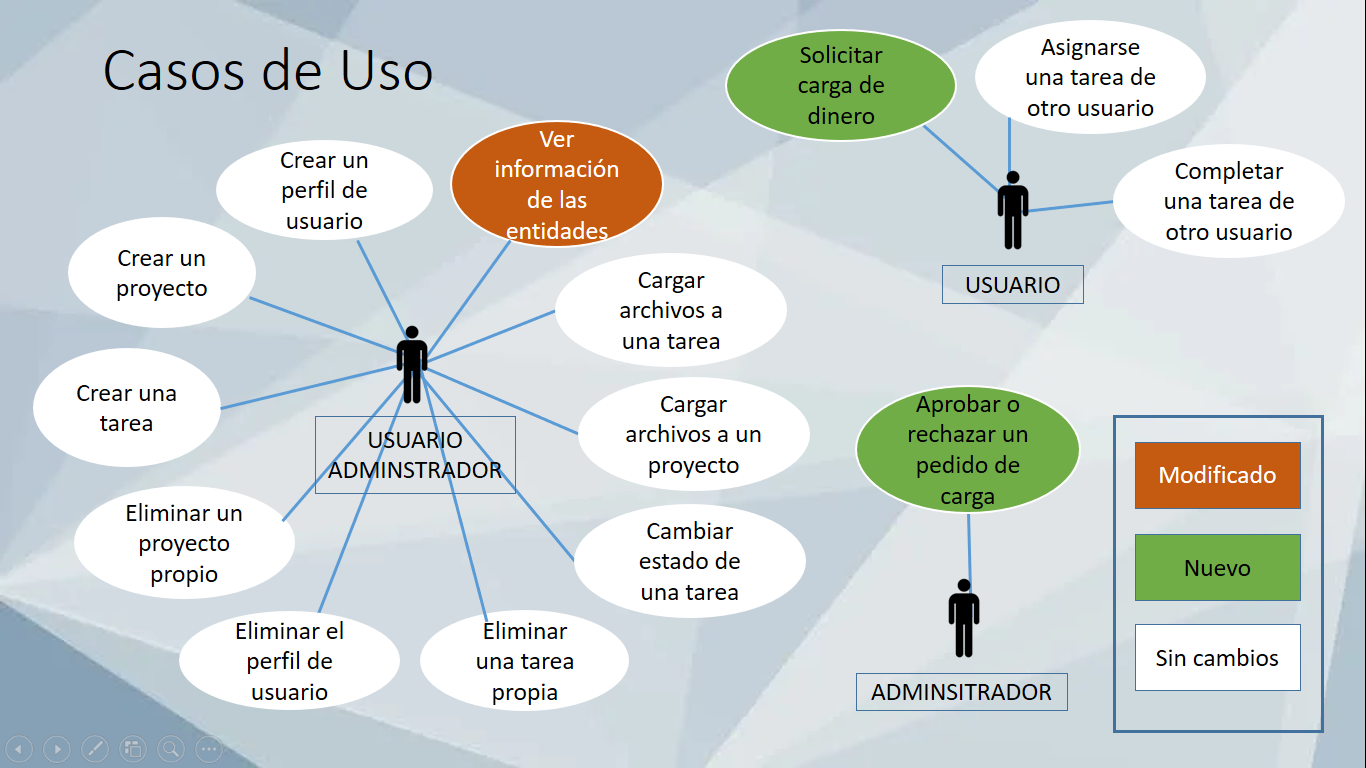 Casos de Uso
Solicitar
carga de
dinero
Asignarse
una tarea de
otro usuario
Completar
una tarea de
otro usuario
USUARIO
Ver
información
de las
entidades
Crear un
perfil de
usuario
Crear un
proyecto
Crear una
tarea
Cargar
archivos a
una tarea
Cargar
archivos a un
proyecto
Cambiar
estado de
una tarea
USUARIO
ADMINSTRADOR
Eliminar un
proyecto
propio
Eliminar el
perfil de
usuario
Eliminar
una tarea
propia
Aprobar o
rechazar un
pedido de
carga
ADMINSITRADOR
Modificado
Nuevo
Sin cambios